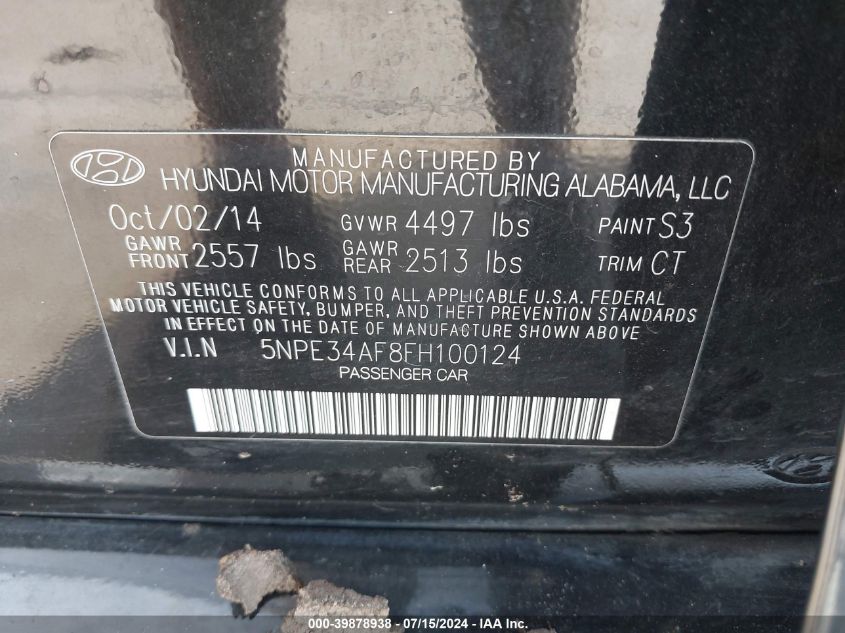 MANUFACTURED BY
HYUNDAI MOTOR MANUFACTURING ALABAMA, LLC
Oct/02/14 GVWR 4497 lbs PAINT S3
GAWR FRONT 2557 lbs GAWR REAR 2513 lbs TRIM CT
THIS VEHICLE CONFORMS TO ALL APPLICABLE U.S.A. FEDERAL
MOTOR VEHICLE SAFETY, BUMPER, AND THEFT PREVENTION STANDARDS
IN EFFECT ON THE DATE OF MANUFACTURE SHOWN ABOVE
V.I.N 5NPE34AF8FH100124
PASSENGER CAR
000-39878938 - 07/15/2024 - IAA Inc.